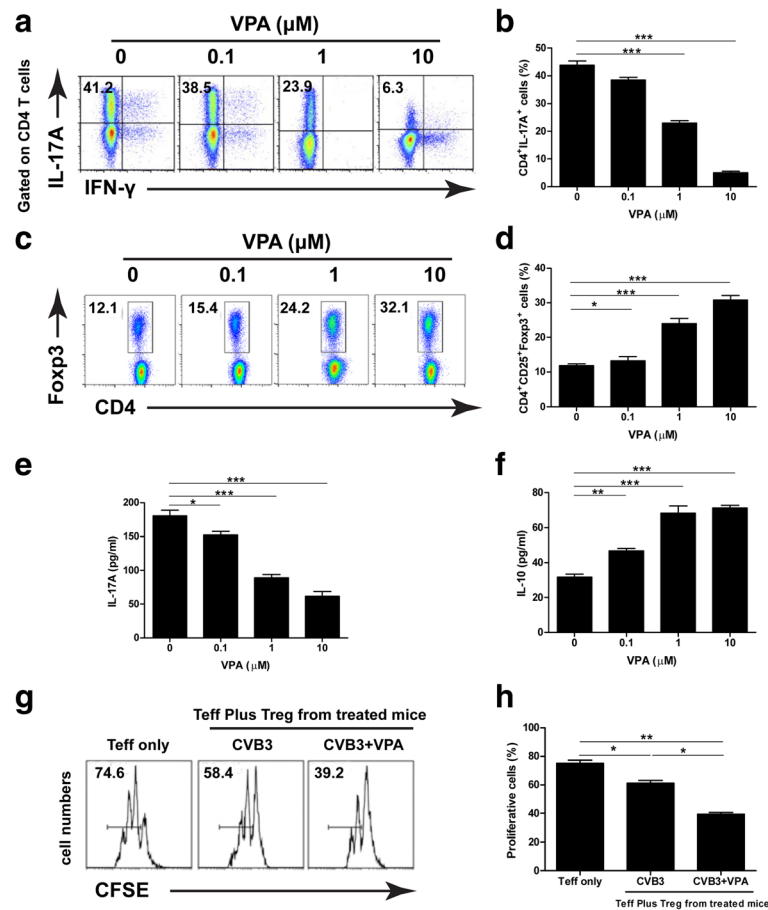 a
VPA (µM)
0 0.1 1 10
Gated on CD4 T cells
IL-17A
41.2 38.5 23.9 6.3
IFN-γ
b
***
***
CD4+IL-17A+ cells (%)
50
40
30
20
10
0
0 0.1 1 10
VPA (µM)
c
VPA (µM)
0 0.1 1 10
Foxp3
12.1 15.4 24.2 32.1
CD4
d
***
***
*
CD4+CD25+Foxp3+ cells (%)
40
30
20
10
0
0 0.1 1 10
VPA (µM)
e
***
***
*
IL-17A (pg/ml)
200
150
100
50
0
0 0.1 1 10
VPA (µM)
f
***
***
**
IL-10 (pg/ml)
80
60
40
20
0
0 0.1 1 10
VPA (µM)
g
Teff Plus Treg from treated mice
Teff only CVB3 CVB3+VPA
cell numbers
74.6 58.4 39.2
CFSE
h
**
* *
Proliferative cells (%)
100
80
60
40
20
0
Teff only CVB3 CVB3+VPA
Teff Plus Treg from treated mice